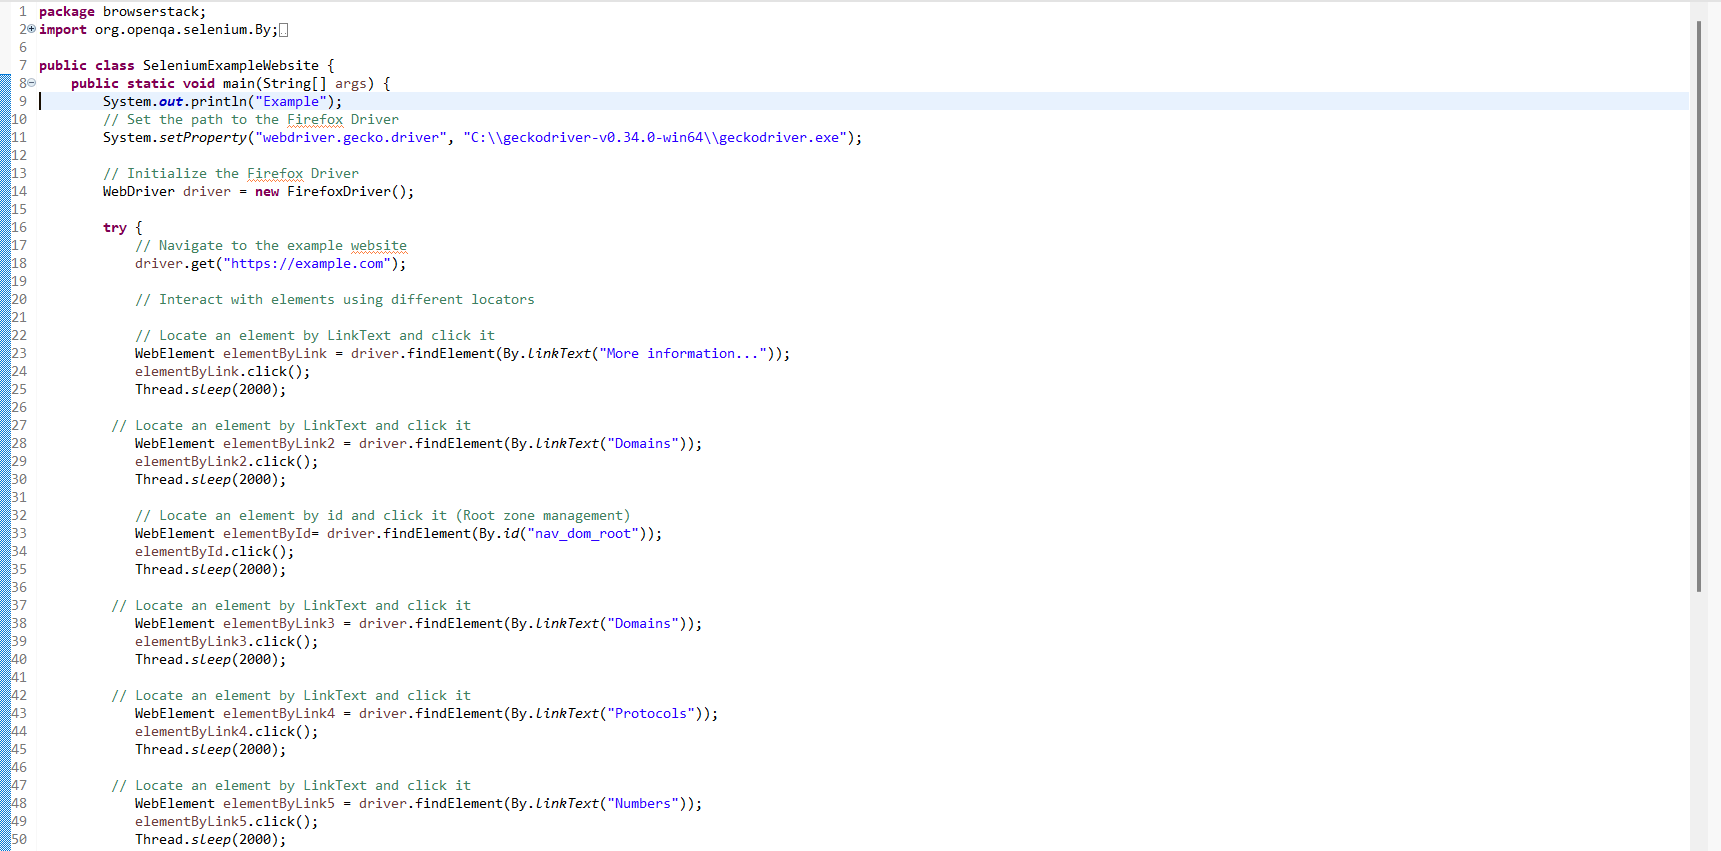 1 package browserstack;
2 import org.openqa.selenium.By;
6
7 public class SeleniumExampleWebsite {
8 public static void main(String[] args) {
9 System.out.println("Example");
10 // Set the path to the Firefox Driver
11 System.setProperty("webdriver.gecko.driver", "C:\\geckodriver-v0.34.0-win64\\geckodriver.exe");
12
13 // Initialize the Firefox Driver
14 WebDriver driver = new FirefoxDriver();
15
16 try {
17 // Navigate to the example website
18 driver.get("https://example.com");
19
20 // Interact with elements using different locators
21
22 // Locate an element by LinkText and click it
23 WebElement elementByLink = driver.findElement(By.linkText("More information..."));
24 elementByLink.click();
25 Thread.sleep(2000);
26
27 // Locate an element by LinkText and click it
28 WebElement elementByLink2 = driver.findElement(By.linkText("Domains"));
29 elementByLink2.click();
30 Thread.sleep(2000);
31
32 // Locate an element by id and click it (Root zone management)
33 WebElement elementById= driver.findElement(By.id("nav_dom_root"));
34 elementById.click();
35 Thread.sleep(2000);
36
37 // Locate an element by LinkText and click it
38 WebElement elementByLink3 = driver.findElement(By.linkText("Domains"));
39 elementByLink3.click();
40 Thread.sleep(2000);
41
42 // Locate an element by LinkText and click it
43 WebElement elementByLink4 = driver.findElement(By.linkText("Protocols"));
44 elementByLink4.click();
45 Thread.sleep(2000);
46
47 // Locate an element by LinkText and click it
48 WebElement elementByLink5 = driver.findElement(By.linkText("Numbers"));
49 elementByLink5.click();
50 Thread.sleep(2000);